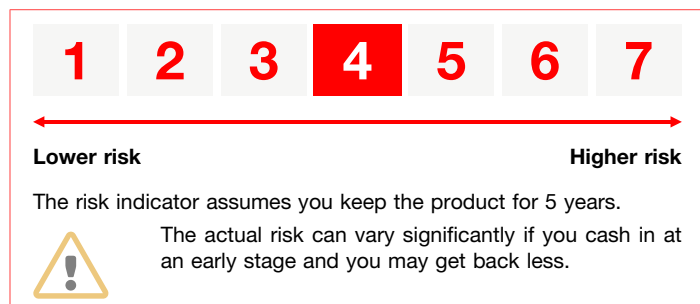 1 2 3 4 5 6 7
Lower risk Higher risk
The risk indicator assumes you keep the product for 5 years.
The actual risk can vary significantly if you cash in at
an early stage and you may get back less.